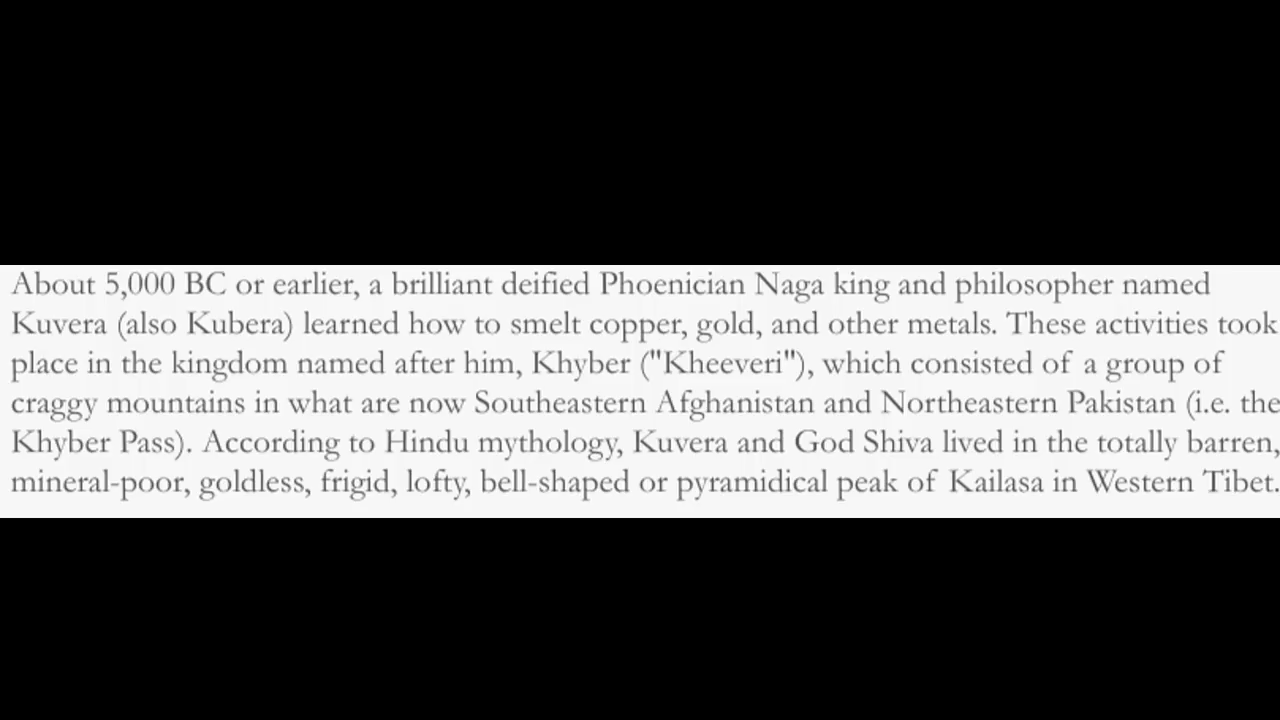 About 5,000 BC or earlier, a brilliant deified Phoenician Naga king and philosopher named
Kuvera (also Kubera) learned how to smelt copper, gold, and other metals. These activities took
place in the kingdom named after him, Khyber ("Kheeveri"), which consisted of a group of
craggy mountains in what are now Southeastern Afghanistan and Northeastern Pakistan (i.e. the
Khyber Pass). According to Hindu mythology, Kuvera and God Shiva lived in the totally barren,
mineral-poor, goldless, frigid, lofty, bell-shaped or pyramidical peak of Kailasa in Western Tibet.